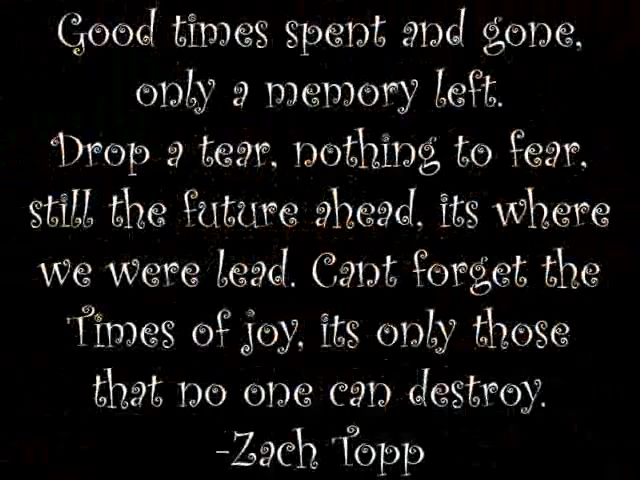 Good times spent and gone,
only a memory left.
Drop a tear, nothing to fear,
still the future ahead, its where
we were lead. Cant forget the
Times of joy, its only those
that no one can destroy.
-Zach Topp